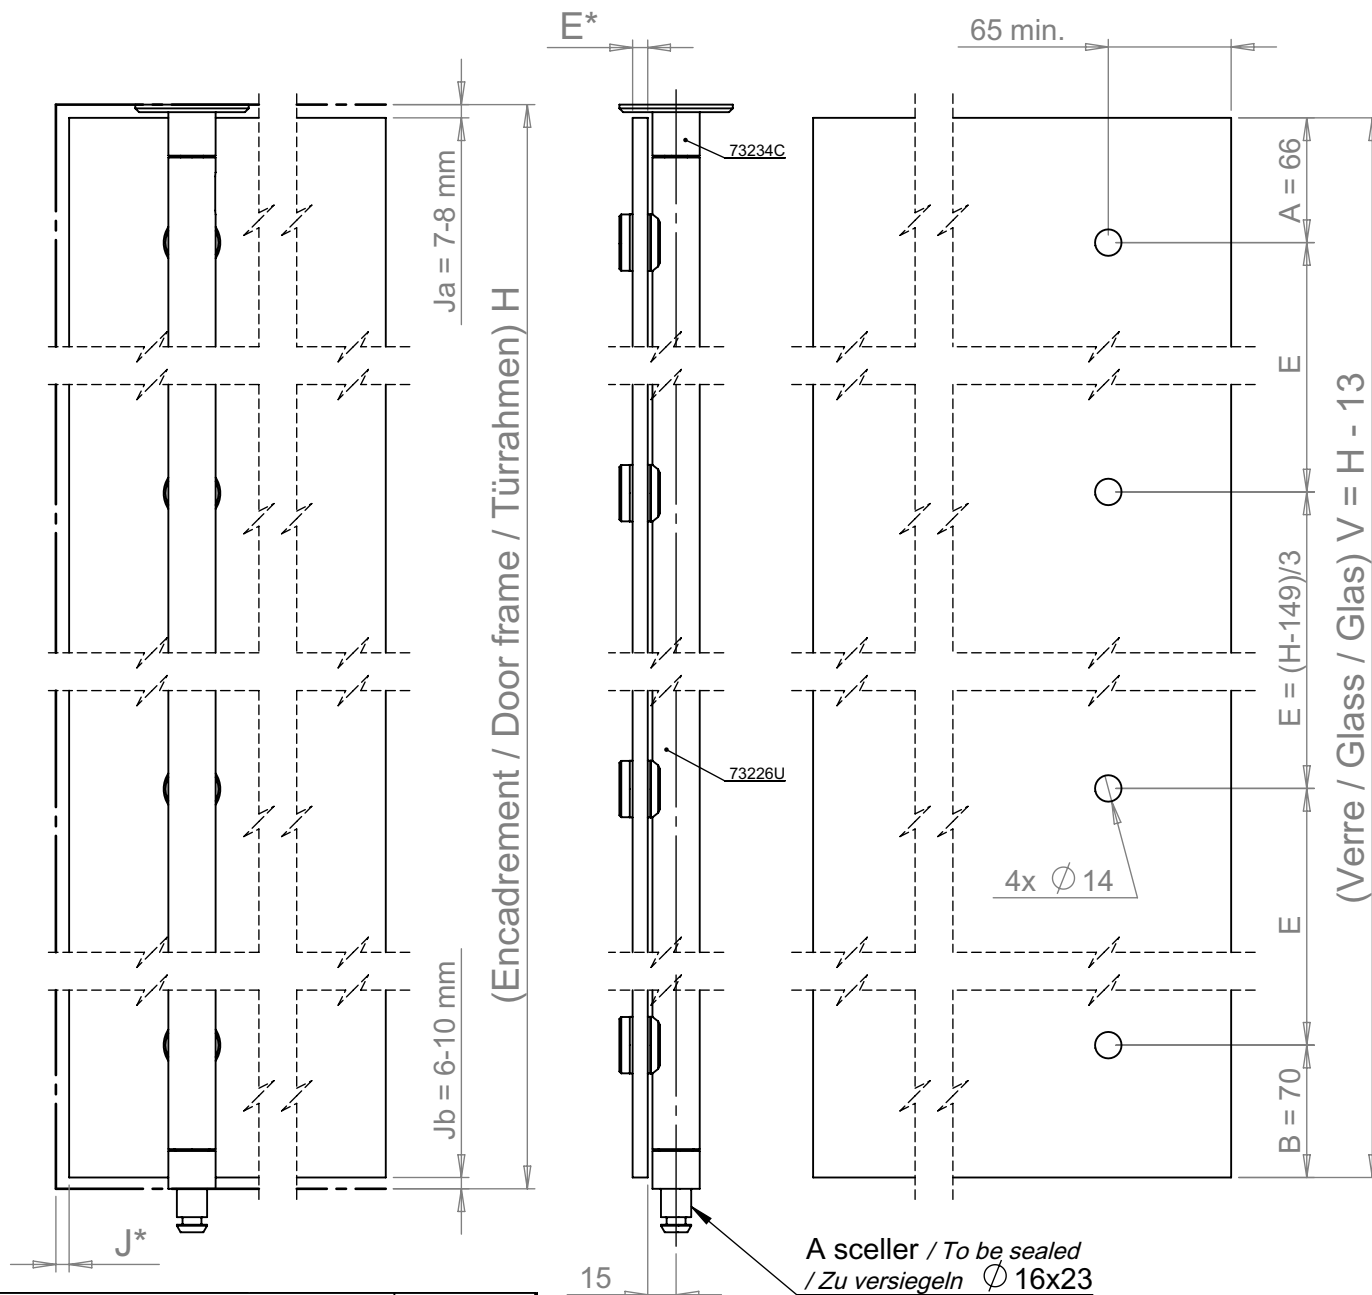 E*
65 min.
73234C
Ja = 7-8 mm
A = 66
E
(Encadrement / Door frame / Türrahmen) H
E = (H-149)/3
(Verre / Glass / Glas) V = H - 13
73226U
4x ∅ 14
E
Jb = 6-10 mm
B = 70
J*
15
A sceller / To be sealed
/ Zu versiegeln ∅ 16x23